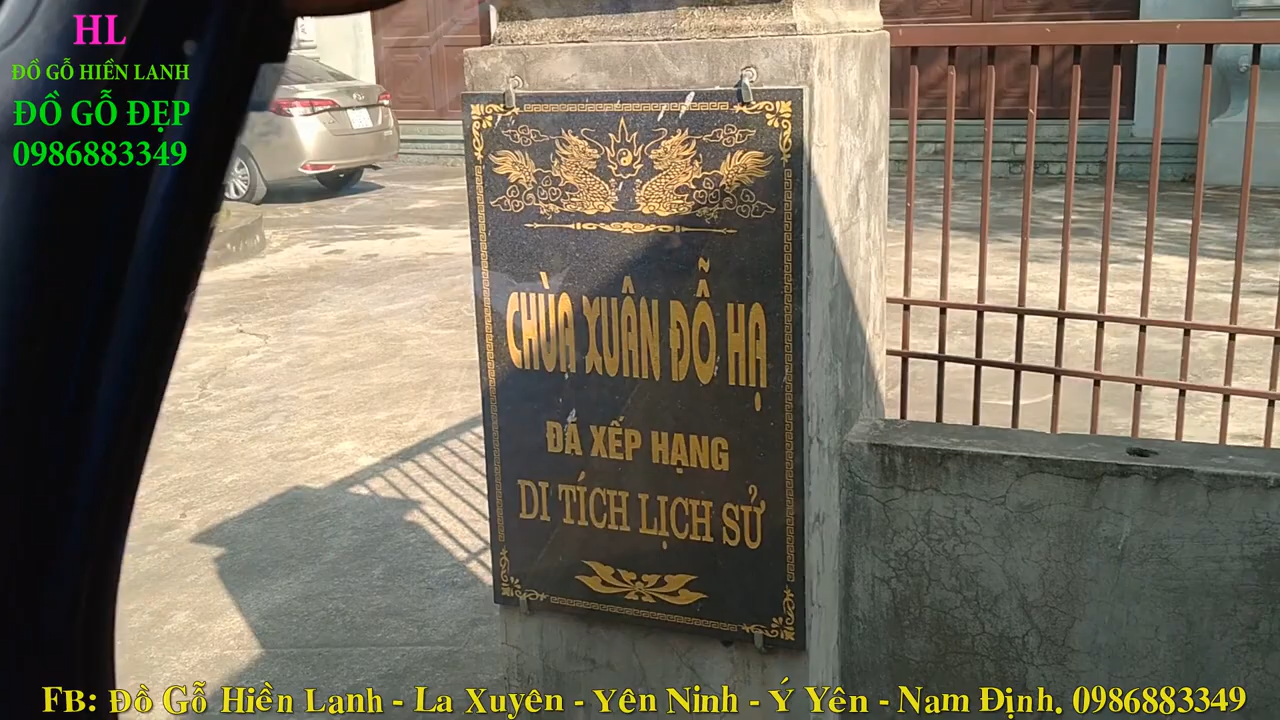 HL
ĐỒ GỖ HIỀN LANH
ĐỒ GỖ ĐẸP
0986883349
CHÙA XUÂN ĐỖ HẠ
ĐÃ XẾP HẠNG
DI TÍCH LỊCH SỬ
FB: Đồ Gỗ Hiền Lanh - La Xuyên - Yên Ninh - Ý Yên - Nam Định. 0986883349